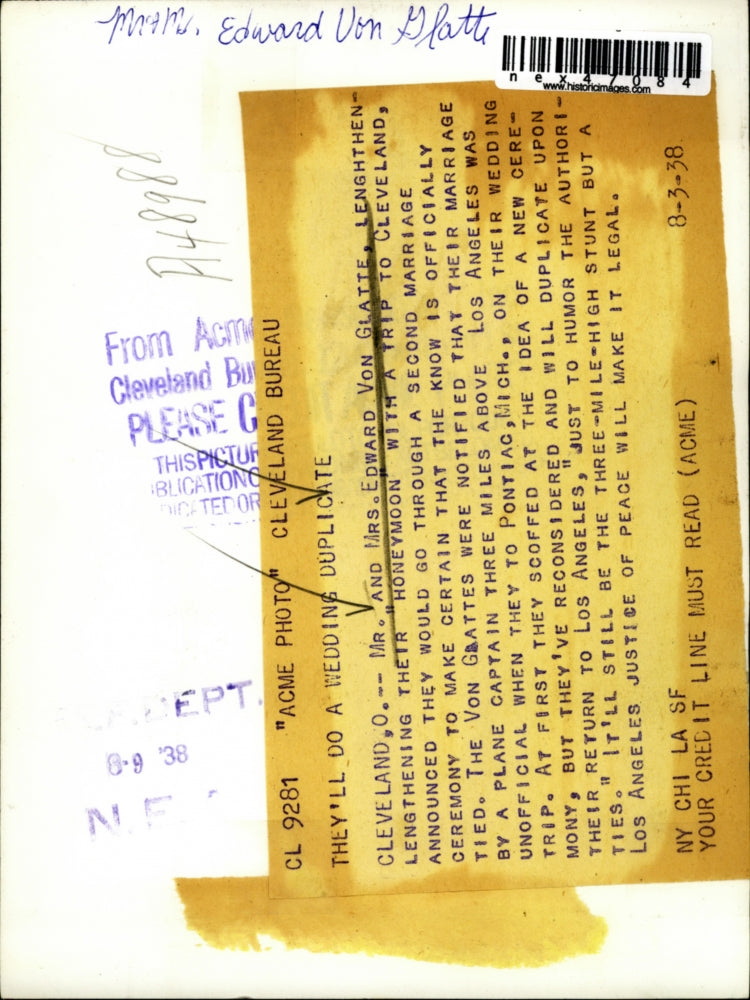 Mr & Mrs. Edward Von Glatte
nex47084
www.historicimages.com
A48988
From Acme
Cleveland Bu
PLEASE C
THIS PICTUR
UBLICATION O
DICATED OR
DEPT.
8-9 '38
N. E.
CL 9281 "ACME PHOTO" CLEVELAND BUREAU
THEY'LL DO A WEDDING DUPLICATE
CLEVELAND,O.-- MR. AND MRS. EDWARD VON GLATTE, LENGHTHEN-
LENGTHENING THEIR "HONEYMOON" WITH A TRIP TO CLEVELAND,
ANNOUNCED THEY WOULD GO THROUGH A SECOND MARRIAGE
CEREMONY TO MAKE CERTAIN THAT THE KNOW IS OFFICIALLY
TIED. THE VON GLATTES WERE NOTIFIED THAT THEIR MARRIAGE
BY A PLANE CAPTAIN THREE MILES ABOVE LOS ANGELES WAS
UNOFFICIAL WHEN THEY TO PONTIAC,MICH., ON THEIR WEDDING
TRIP. AT FIRST THEY SCOFFED AT THE IDEA OF A NEW CERE-
MONY, BUT THEY'VE RECONSIDERED AND WILL DUPLICATE UPON
THEIR RETURN TO LOS ANGELES, "JUST TO HUMOR THE AUTHORI-
TIES." IT'LL STILL BE THE THREE-MILE-HIGH STUNT BUT A
LOS ANGELES JUSTICE OF PEACE WILL MAKE IT LEGAL.
NY CHI LA SF 8-3-38
YOUR CREDIT LINE MUST READ (ACME)